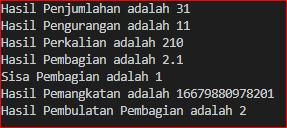 Hasil Penjumlahan adalah 31
Hasil Pengurangan adalah 11
Hasil Perkalian adalah 210
Hasil Pembagian adalah 2.1
Sisa Pembagian adalah 1
Hasil Pemangkatan adalah 16679880978201
Hasil Pembulatan Pembagian adalah 2